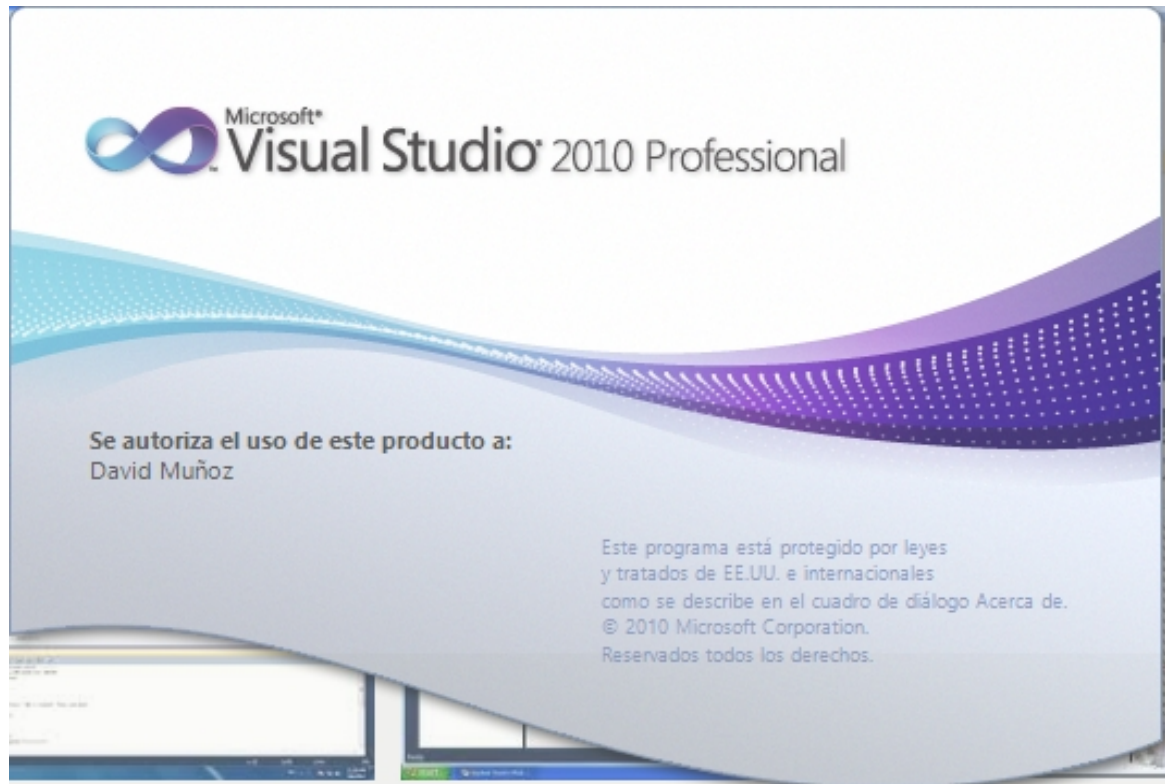 Microsoft®
Visual Studio® 2010 Professional
Se autoriza el uso de este producto a:
David Muñoz
Este programa está protegido por leyes
y tratados de EE.UU. e internacionales
como se describe en el cuadro de diálogo Acerca de.
© 2010 Microsoft Corporation.
Reservados todos los derechos.